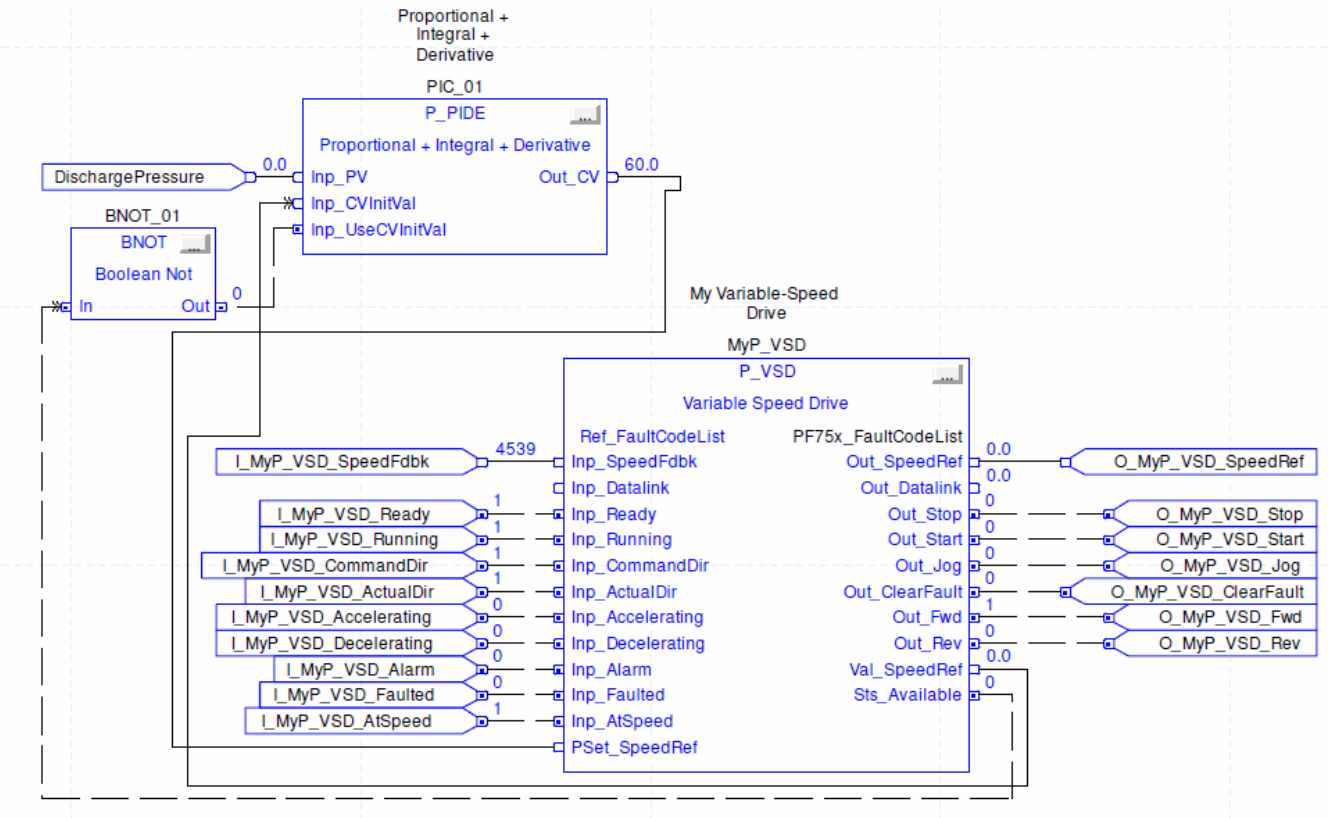 Proportional +
Integral +
Derivative
PIC_01
P_PIDE
...
Proportional + Integral + Derivative
DischargePressure
0.0
Inp_PV
Out_CV
60.0
Inp_CVInitVal
Inp_UseCVInitVal
BNOT_01
BNOT
...
Boolean Not
In
Out
0
My Variable-Speed
Drive
MyP_VSD
P_VSD
...
Variable Speed Drive
Ref_FaultCodeList
PF75x_FaultCodeList
I_MyP_VSD_SpeedFdbk
4539
Inp_SpeedFdbk
Out_SpeedRef
0.0
O_MyP_VSD_SpeedRef
Inp_Datalink
Out_Datalink
0.0
I_MyP_VSD_Ready
1
Inp_Ready
Out_Stop
0
O_MyP_VSD_Stop
I_MyP_VSD_Running
1
Inp_Running
Out_Start
0
O_MyP_VSD_Start
I_MyP_VSD_CommandDir
1
Inp_CommandDir
Out_Jog
0
O_MyP_VSD_Jog
I_MyP_VSD_ActualDir
1
Inp_ActualDir
Out_ClearFault
0
O_MyP_VSD_ClearFault
I_MyP_VSD_Accelerating
0
Inp_Accelerating
Out_Fwd
1
O_MyP_VSD_Fwd
I_MyP_VSD_Decelerating
0
Inp_Decelerating
Out_Rev
0
O_MyP_VSD_Rev
I_MyP_VSD_Alarm
0
Inp_Alarm
Val_SpeedRef
0.0
I_MyP_VSD_Faulted
0
Inp_Faulted
Sts_Available
0
I_MyP_VSD_AtSpeed
1
Inp_AtSpeed
PSet_SpeedRef